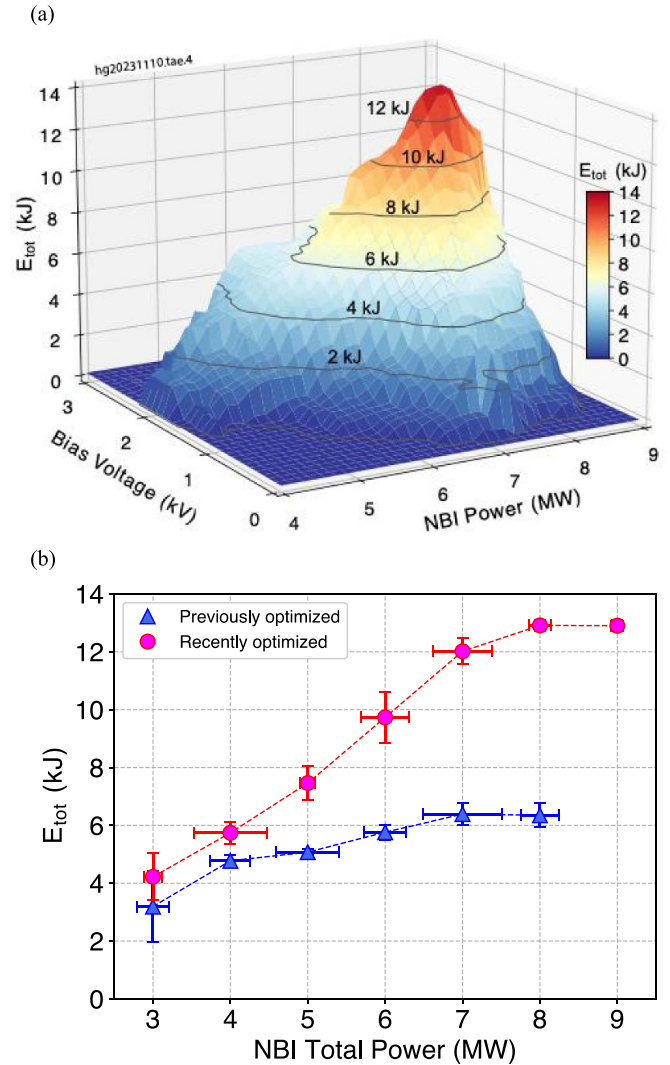 (a)
hg20231110.tae.4
14
12
10
8
6
4
2
0
E_tot (kJ)
12 kJ
10 kJ
8 kJ
6 kJ
4 kJ
2 kJ
E_tot (kJ)
14
12
10
8
6
4
2
0
3
2
1
0
Bias Voltage (kV)
4
5
6
7
8
9
NBI Power (MW)
(b)
14
12
10
8
6
4
2
0
E_tot (kJ)
Previously optimized
Recently optimized
3 4 5 6 7 8 9
NBI Total Power (MW)